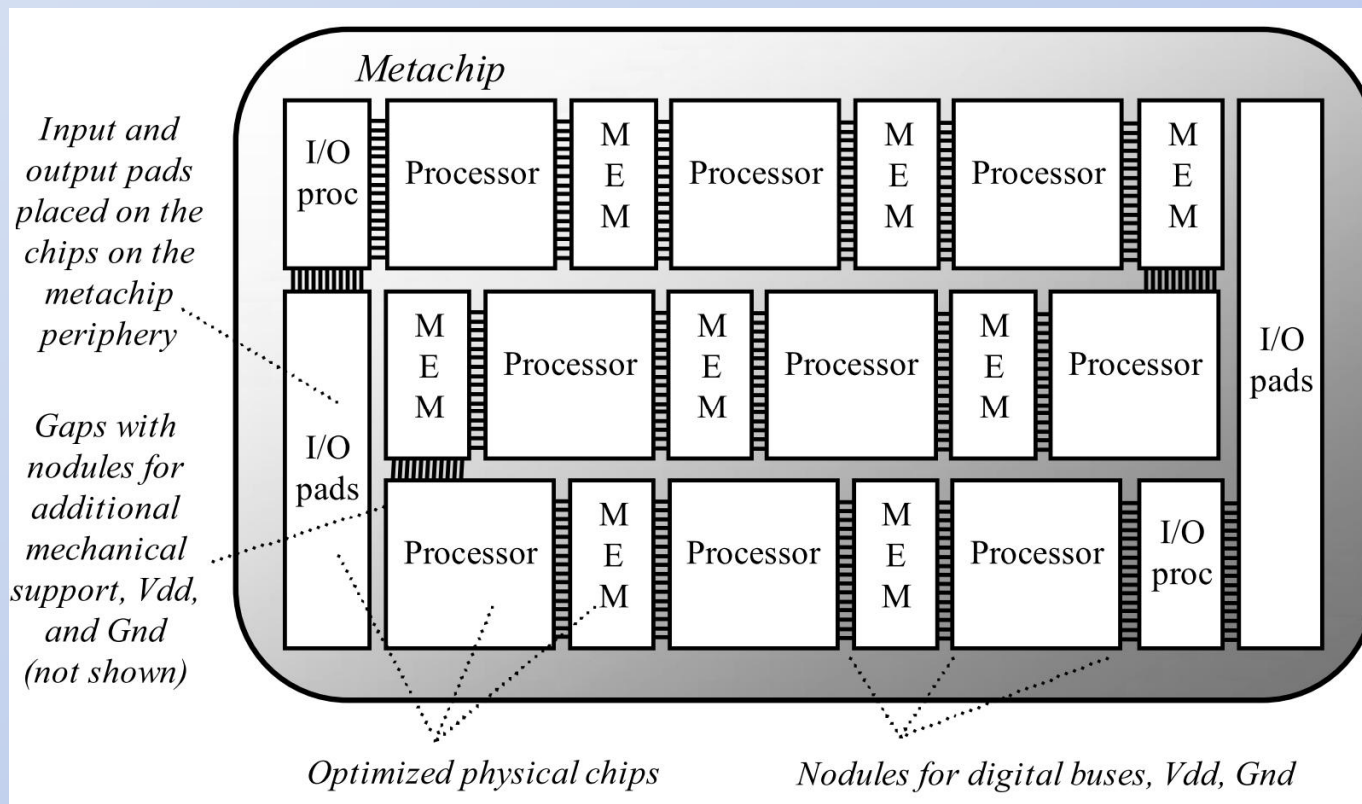 Metachip
Input and
output pads
placed on the
chips on the
metachip
periphery
Gaps with
nodules for
additional
mechanical
support, Vdd,
and Gnd
(not shown)
I/O
proc
Processor
M
E
M
Processor
M
E
M
Processor
M
E
M
I/O
pads
I/O
pads
M
E
M
Processor
M
E
M
Processor
M
E
M
Processor
Processor
M
E
M
Processor
M
E
M
Processor
I/O
proc
Optimized physical chips
Nodules for digital buses, Vdd, Gnd